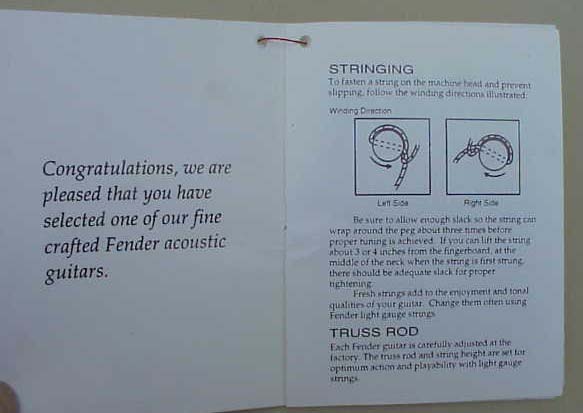 Congratulations, we are
pleased that you have
selected one of our fine
crafted Fender acoustic
guitars.
STRINGING
To fasten a string on the machine head and prevent
slipping, follow the winding directions illustrated:
Winding Direction
Left Side
Right Side
Be sure to allow enough slack so the string can
wrap around the peg about three times before
proper tuning is achieved. If you can lift the string
about 3 or 4 inches from the fingerboard, at the
middle of the neck when the string is first strung,
there should be adequate slack for proper
tightening.
Fresh strings add to the enjoyment and tonal
qualities of your guitar. Change them often using
Fender light gauge strings.
TRUSS ROD
Each Fender guitar is carefully adjusted at the
factory. The truss rod and string height are set for
optimum action and playability with light gauge
strings.